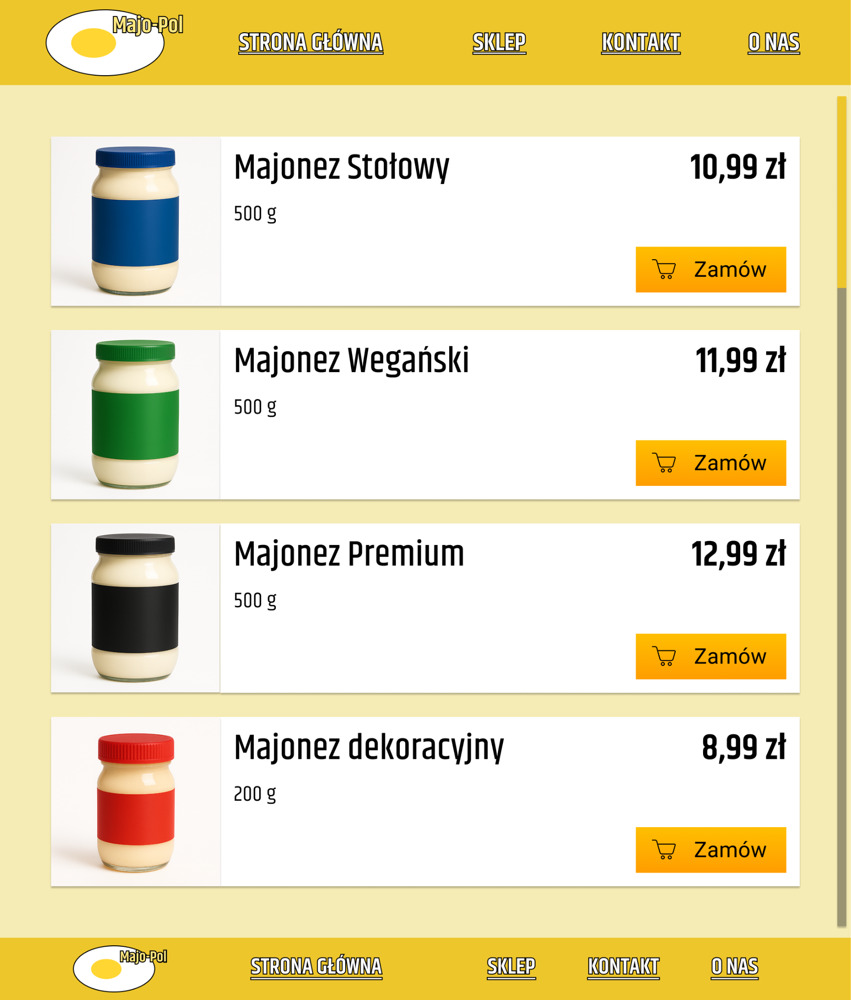 Majo-Pol
STRONA GŁÓWNA SKLEP KONTAKT O NAS
Majonez Stołowy 10,99 zł
500 g
Zamów
Majonez Wegański 11,99 zł
500 g
Zamów
Majonez Premium 12,99 zł
500 g
Zamów
Majonez dekoracyjny 8,99 zł
200 g
Zamów
Majo-Pol
STRONA GŁÓWNA SKLEP KONTAKT O NAS